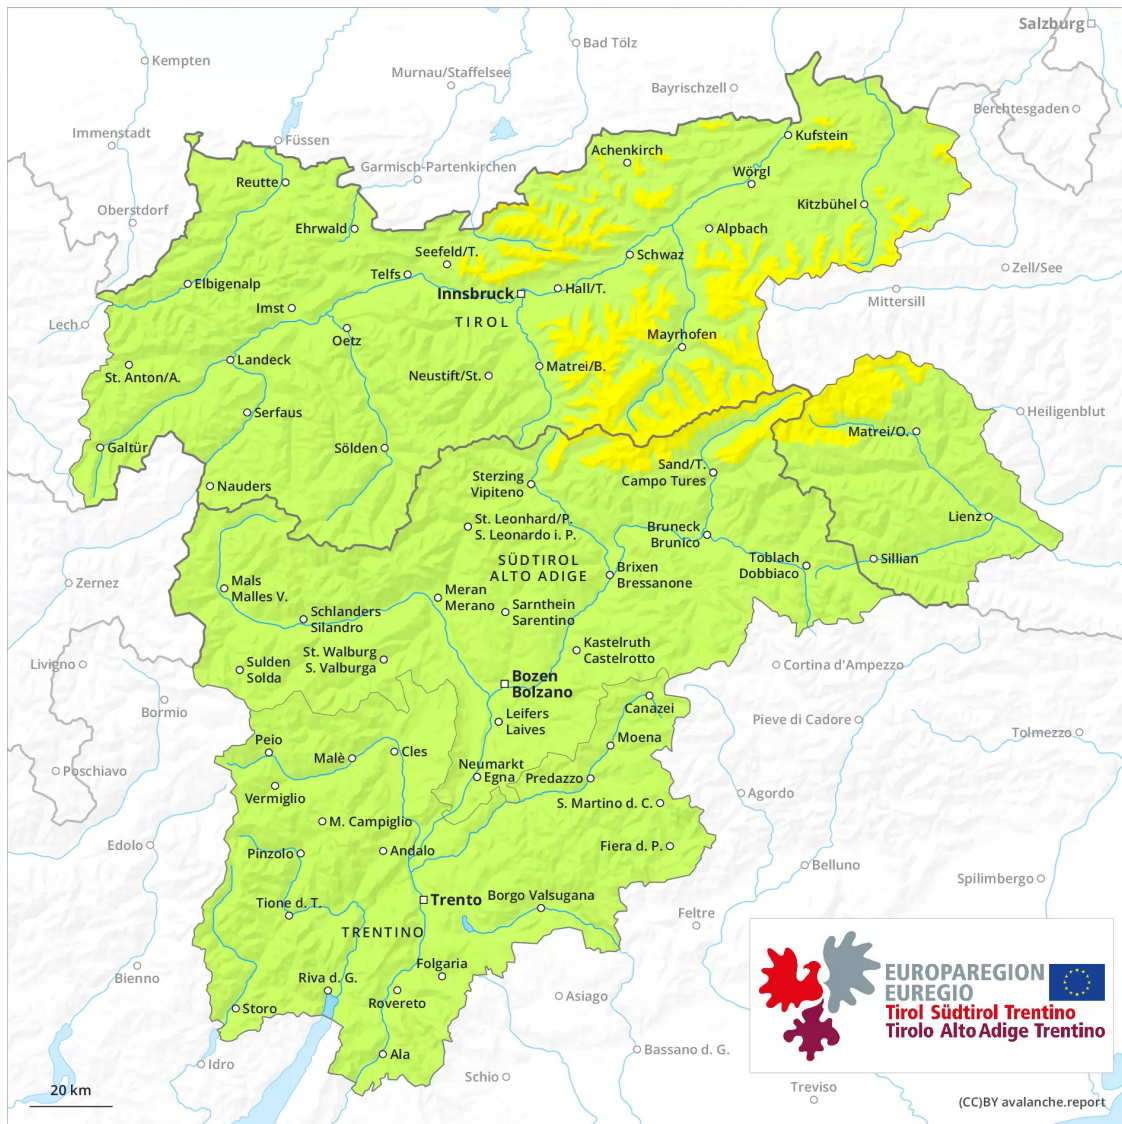 Salzburg
Bad Tölz
Kempten
Murnau/Staffelsee
Bayrischzell
Berchtesgaden
Immenstadt
Füssen
Kufstein
Achenkirch
Garmisch-Partenkirchen
Wörgl
Reutte
Kitzbühel
Oberstdorf
Ehrwald
Alpbach
Seefeld/T.
Schwaz
Telfs
Zell/See
Elbigenalp
Hall/T.
Innsbruck
Mittersill
Imst
TIROL
Lech
Oetz
Mayrhofen
Landeck
Matrei/B.
St. Anton/A.
Neustift/St.
Serfaus
Heiligenblut
Matrei/O.
Galtür
Sölden
Sand/T.
Campo Tures
Sterzing
Vipiteno
Nauders
Lienz
St. Leonhard/P.
S. Leonardo i. P.
Bruneck
Brunico
SÜDTIROL
ALTO ADIGE
Toblach
Dobbiaco
Sillian
Brixen
Bressanone
Zernez
Mals
Malles V.
Meran
Merano
Sarnthein
Sarentino
Schlanders
Silandro
Kastelruth
Castelrotto
St. Walburg
S. Valburga
Livigno
Sulden
Solda
Cortina d'Ampezzo
Bozen
Bolzano
Canazei
Bormio
Leifers
Laives
Pieve di Cadore
Tolmezzo
Peio
Moena
Cles
Malè
Neumarkt
Egna
Poschiavo
Predazzo
Vermiglio
Agordo
S. Martino d. C.
M. Campiglio
Edolo
Fiera d. P.
Andalo
Pinzolo
Belluno
Spilimbergo
Trento
Borgo Valsugana
Tione d. T.
Feltre
TRENTINO
Folgaria
Bienno
Riva d. G.
EUROPAREGION
EUREGIO
Tirol Südtirol Trentino
Tirolo Alto Adige Trentino
Asiago
Rovereto
Storo
Bassano d. G.
Ala
Idro
Schio
Treviso
20 km
(CC)BY avalanche.report